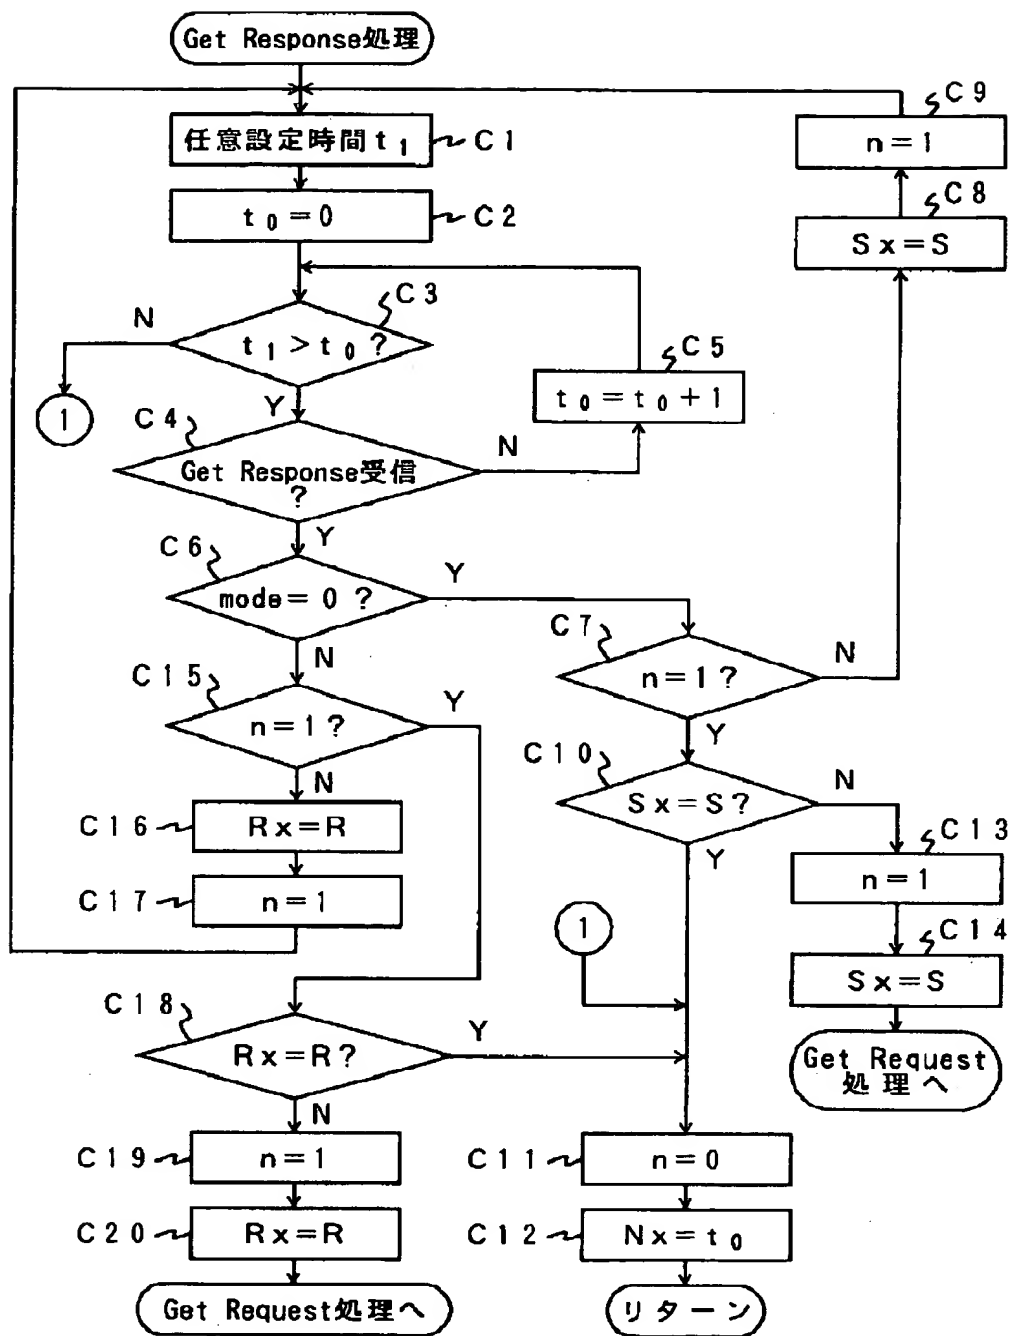 Get Response処理
任意設定時間t1
C1
t0=0
C2
C3
t1>t0?
N
Y
1
C5
t0=t0+1
C4
Get Response受信
?
N
Y
C6
mode=0?
Y
N
C7
n=1?
N
Y
C8
Sx=S
C9
n=1
C10
Sx=S?
N
Y
C13
n=1
C14
Sx=S
Get Request
処理へ
C15
n=1?
Y
N
C16
Rx=R
C17
n=1
1
C18
Rx=R?
Y
N
C19
n=1
C20
Rx=R
Get Request処理へ
C11
n=0
C12
Nx=t0
リターン